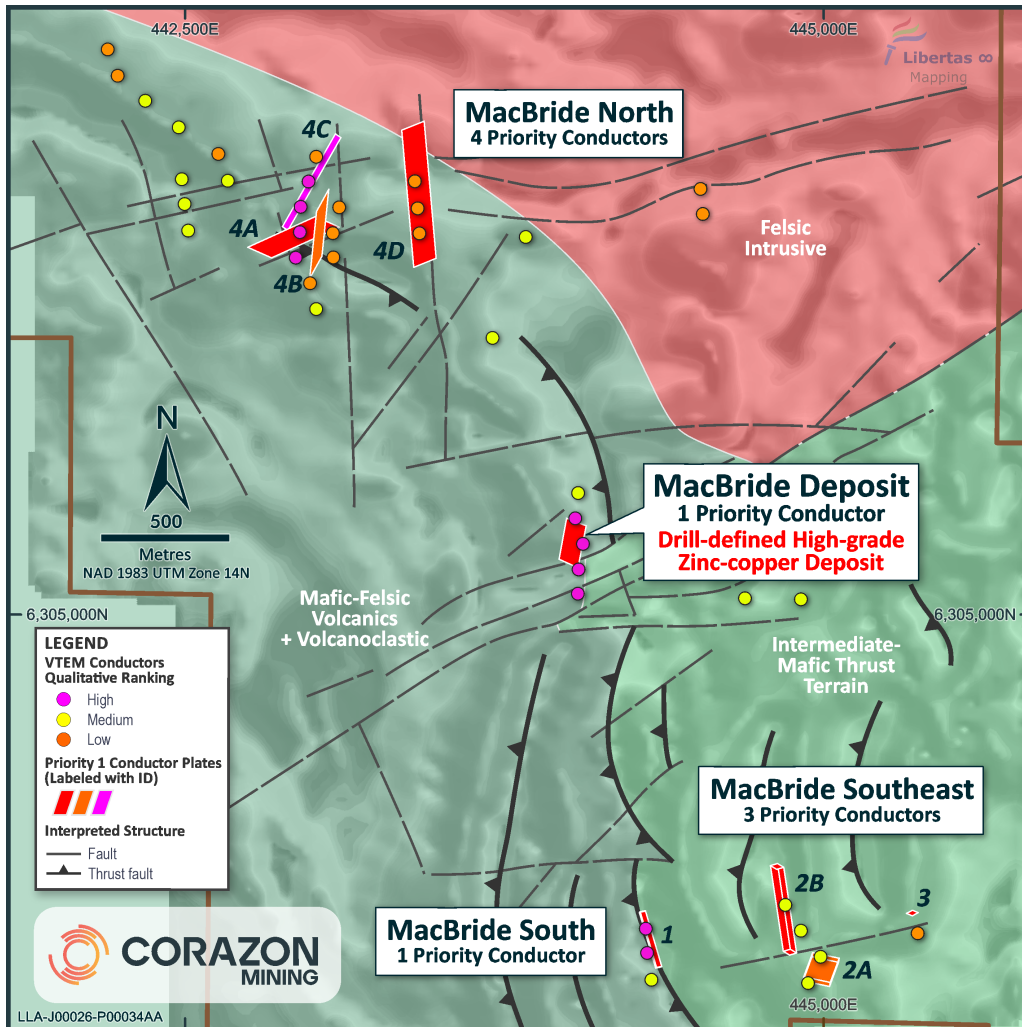 442,500E
445,000E
Libertas ∞
Mapping
MacBride North
4 Priority Conductors
4C
4A
4D
4B
Felsic
Intrusive
N
500
Metres
NAD 1983 UTM Zone 14N
MacBride Deposit
1 Priority Conductor
Drill-defined High-grade
Zinc-copper Deposit
Mafic-Felsic
Volcanics
+ Volcanoclastic
6,305,000N
6,305,000N
Intermediate-
Mafic Thrust
Terrain
LEGEND
VTEM Conductors
Qualitative Ranking
High
Medium
Low
Priority 1 Conductor Plates
(Labeled with ID)
Interpreted Structure
Fault
Thrust fault
MacBride Southeast
3 Priority Conductors
2B
3
2A
MacBride South
1 Priority Conductor
1
CORAZON
MINING
445,000E
LLA-J00026-P00034AA